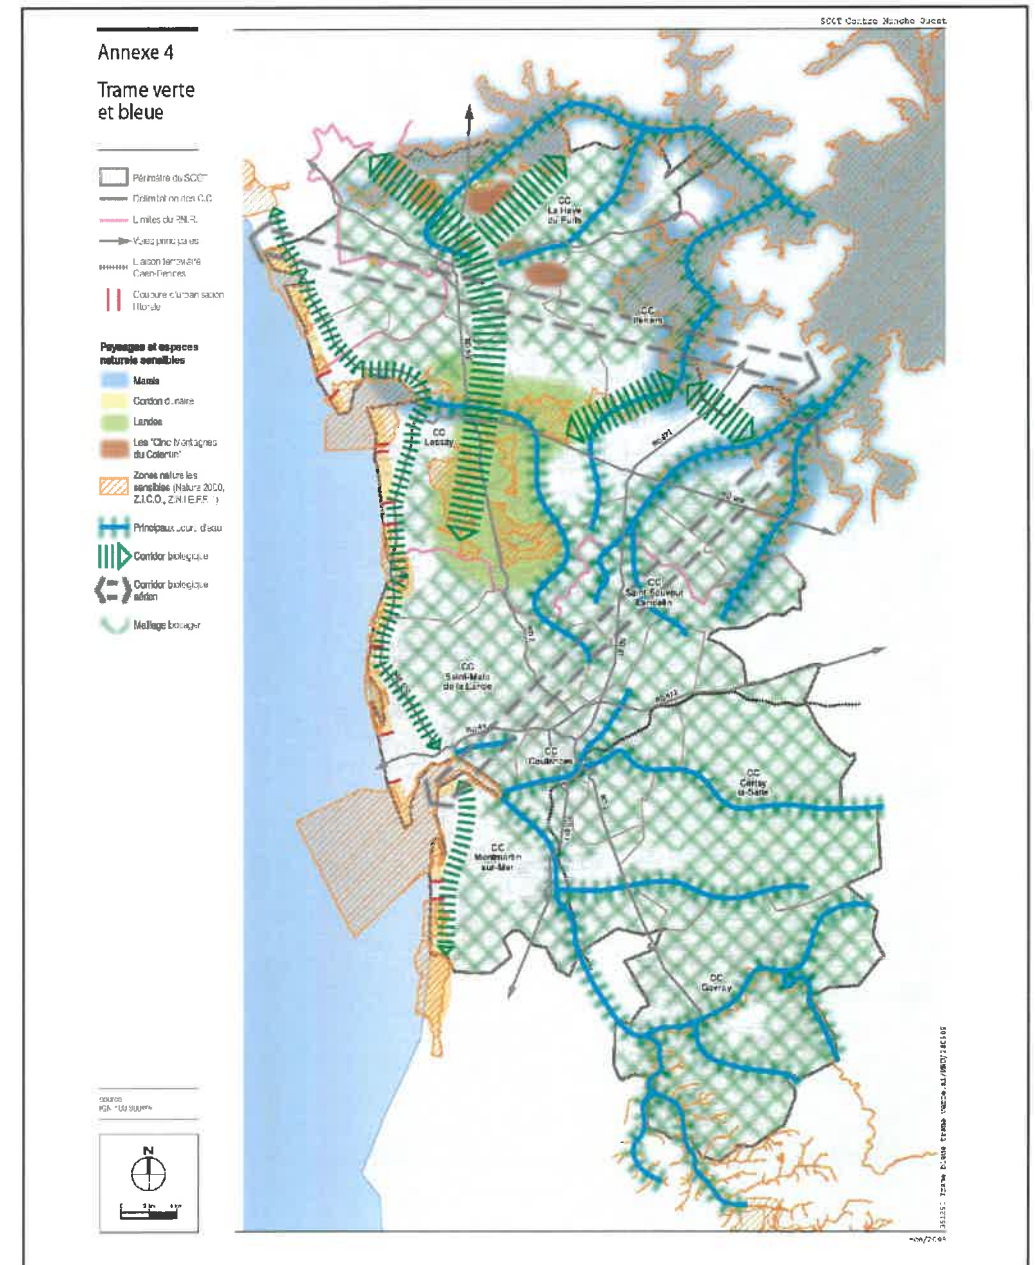 SCOT Centre Manche Ouest
Annexe 4
Trame verte
et bleue
Périmètre du SCOT
Délimitation des C.C.
Limites du P.N.R.
Voies principales
Liaison ferroviaire
Caen-Rennes
Coupure d'urbanisation
littorale
Paysages et espaces
naturels sensibles
Marais
Cordon dunaire
Landes
Les "Cinq Montagnes
du Cotentin"
Zones naturelles
sensibles (Natura 2000,
Z.I.C.O., Z.N.I.E.F.F.
Principaux cours d'eau
Corridor biologique
Corridor biologique
aérien
Maillage bocager
CC
La Haye
du Puits
CC
Périers
CC
Lessay
CC
Saint-Sauveur
Lendelin
CC
Saint-Malo
de la Lande
CC
Coutances
CC
Cerisy
la-Salle
CC
Montmartin
sur-Mer
CC
Gavray
source
N